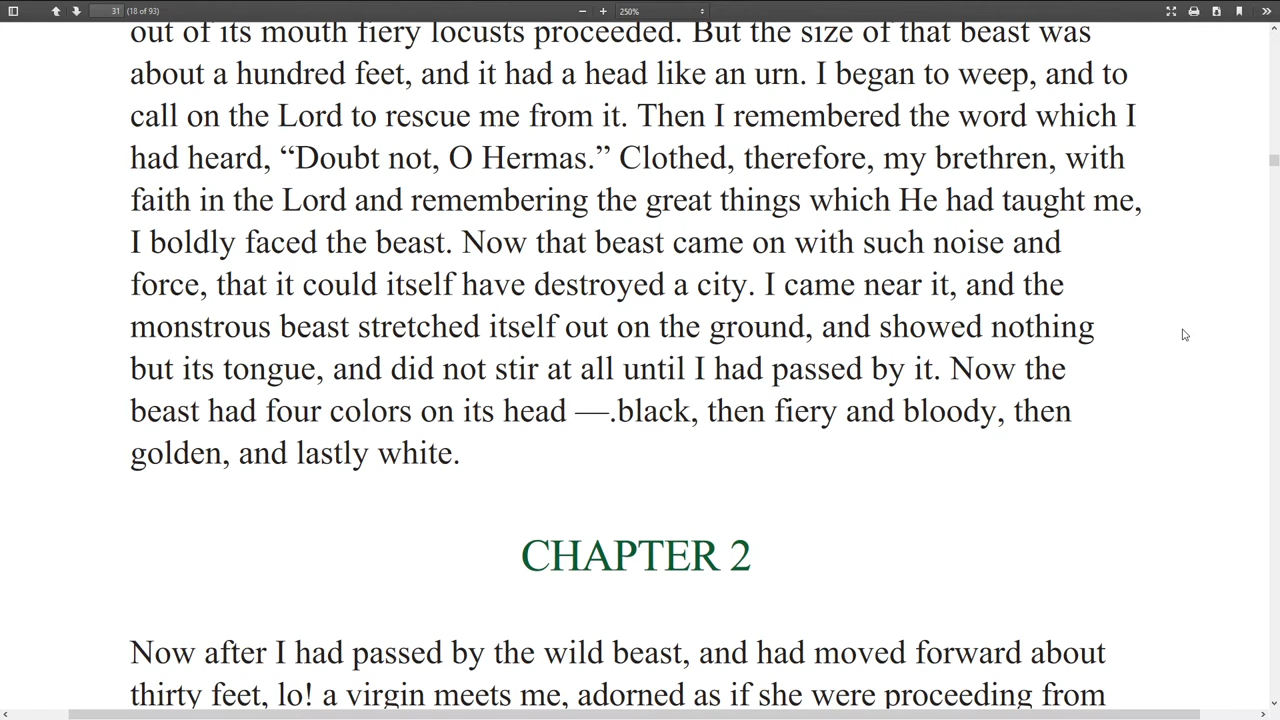 31 (18 of 93) 250%
out of its mouth fiery locusts proceeded. But the size of that beast was
about a hundred feet, and it had a head like an urn. I began to weep, and to
call on the Lord to rescue me from it. Then I remembered the word which I
had heard, “Doubt not, O Hermas.” Clothed, therefore, my brethren, with
faith in the Lord and remembering the great things which He had taught me,
I boldly faced the beast. Now that beast came on with such noise and
force, that it could itself have destroyed a city. I came near it, and the
monstrous beast stretched itself out on the ground, and showed nothing
but its tongue, and did not stir at all until I had passed by it. Now the
beast had four colors on its head —.black, then fiery and bloody, then
golden, and lastly white.
CHAPTER 2
Now after I had passed by the wild beast, and had moved forward about
thirty feet, lo! a virgin meets me, adorned as if she were proceeding from